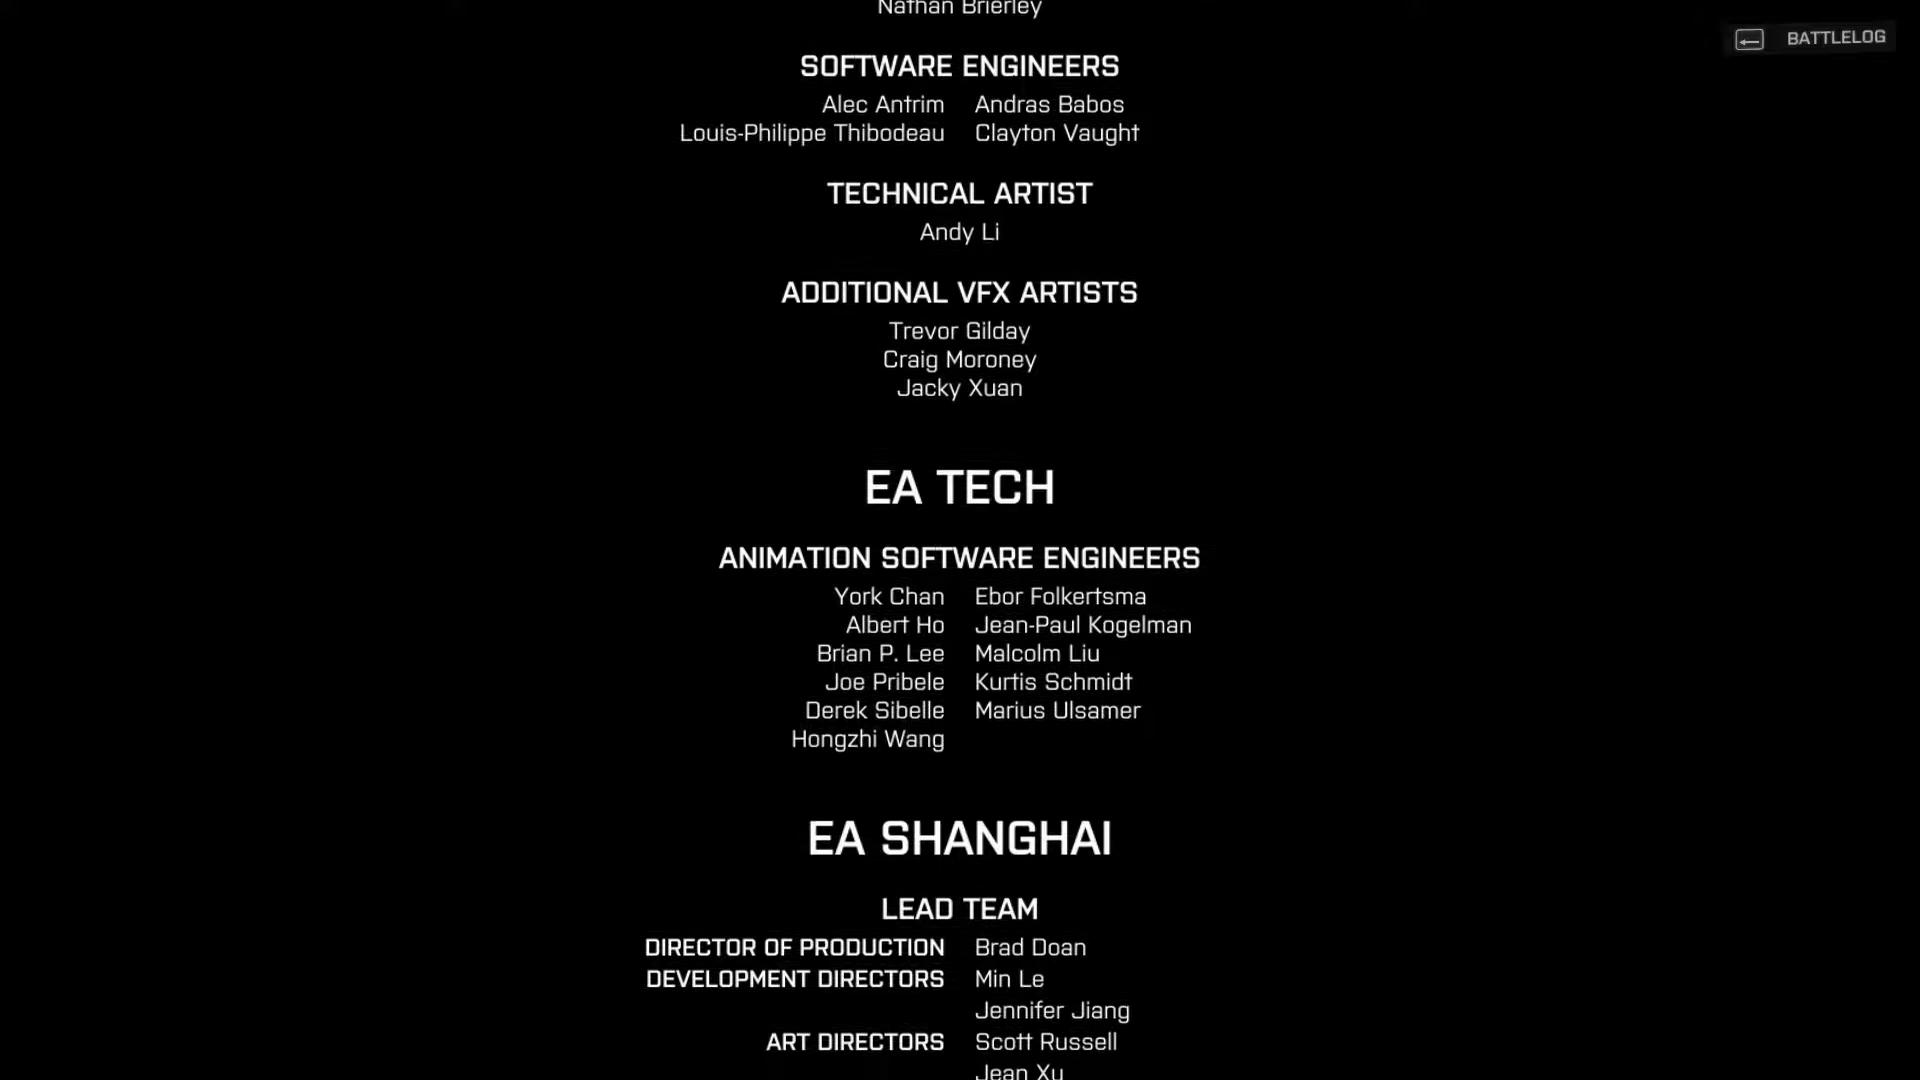 Nathan Brierley
BATTLELOG
SOFTWARE ENGINEERS
Alec Antrim Andras Babos
Louis-Philippe Thibodeau Clayton Vaught
TECHNICAL ARTIST
Andy Li
ADDITIONAL VFX ARTISTS
Trevor Gilday
Craig Moroney
Jacky Xuan
EA TECH
ANIMATION SOFTWARE ENGINEERS
York Chan Ebor Folkertsma
Albert Ho Jean-Paul Kogelman
Brian P. Lee Malcolm Liu
Joe Pribele Kurtis Schmidt
Derek Sibelle Marius Ulsamer
Hongzhi Wang
EA SHANGHAI
LEAD TEAM
DIRECTOR OF PRODUCTION Brad Doan
DEVELOPMENT DIRECTORS Min Le
Jennifer Jiang
ART DIRECTORS Scott Russell
Jean Xu